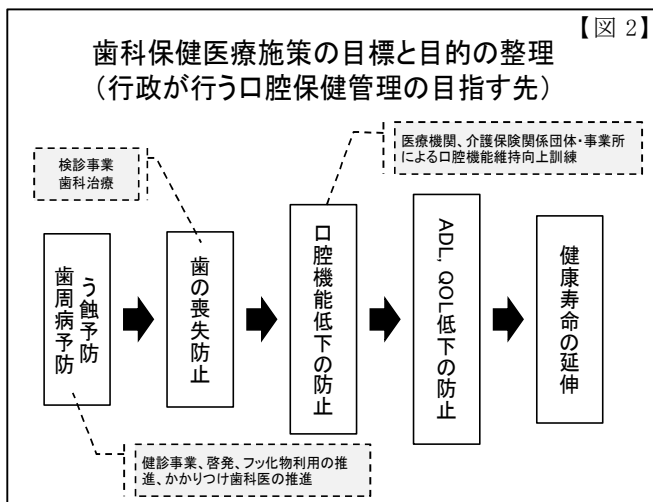 【図 2】
歯科保健医療施策の目標と目的の整理
（行政が行う口腔保健管理の目指す先）
検診事業
歯科治療
医療機関、介護保険関係団体・事業所
による口腔機能維持向上訓練
う蝕予防
歯周病予防
歯の喪失防止
口腔機能低下の防止
ADL, QOL低下の防止
健康寿命の延伸
健診事業、啓発、フッ化物利用の推
進、かかりつけ歯科医の推進